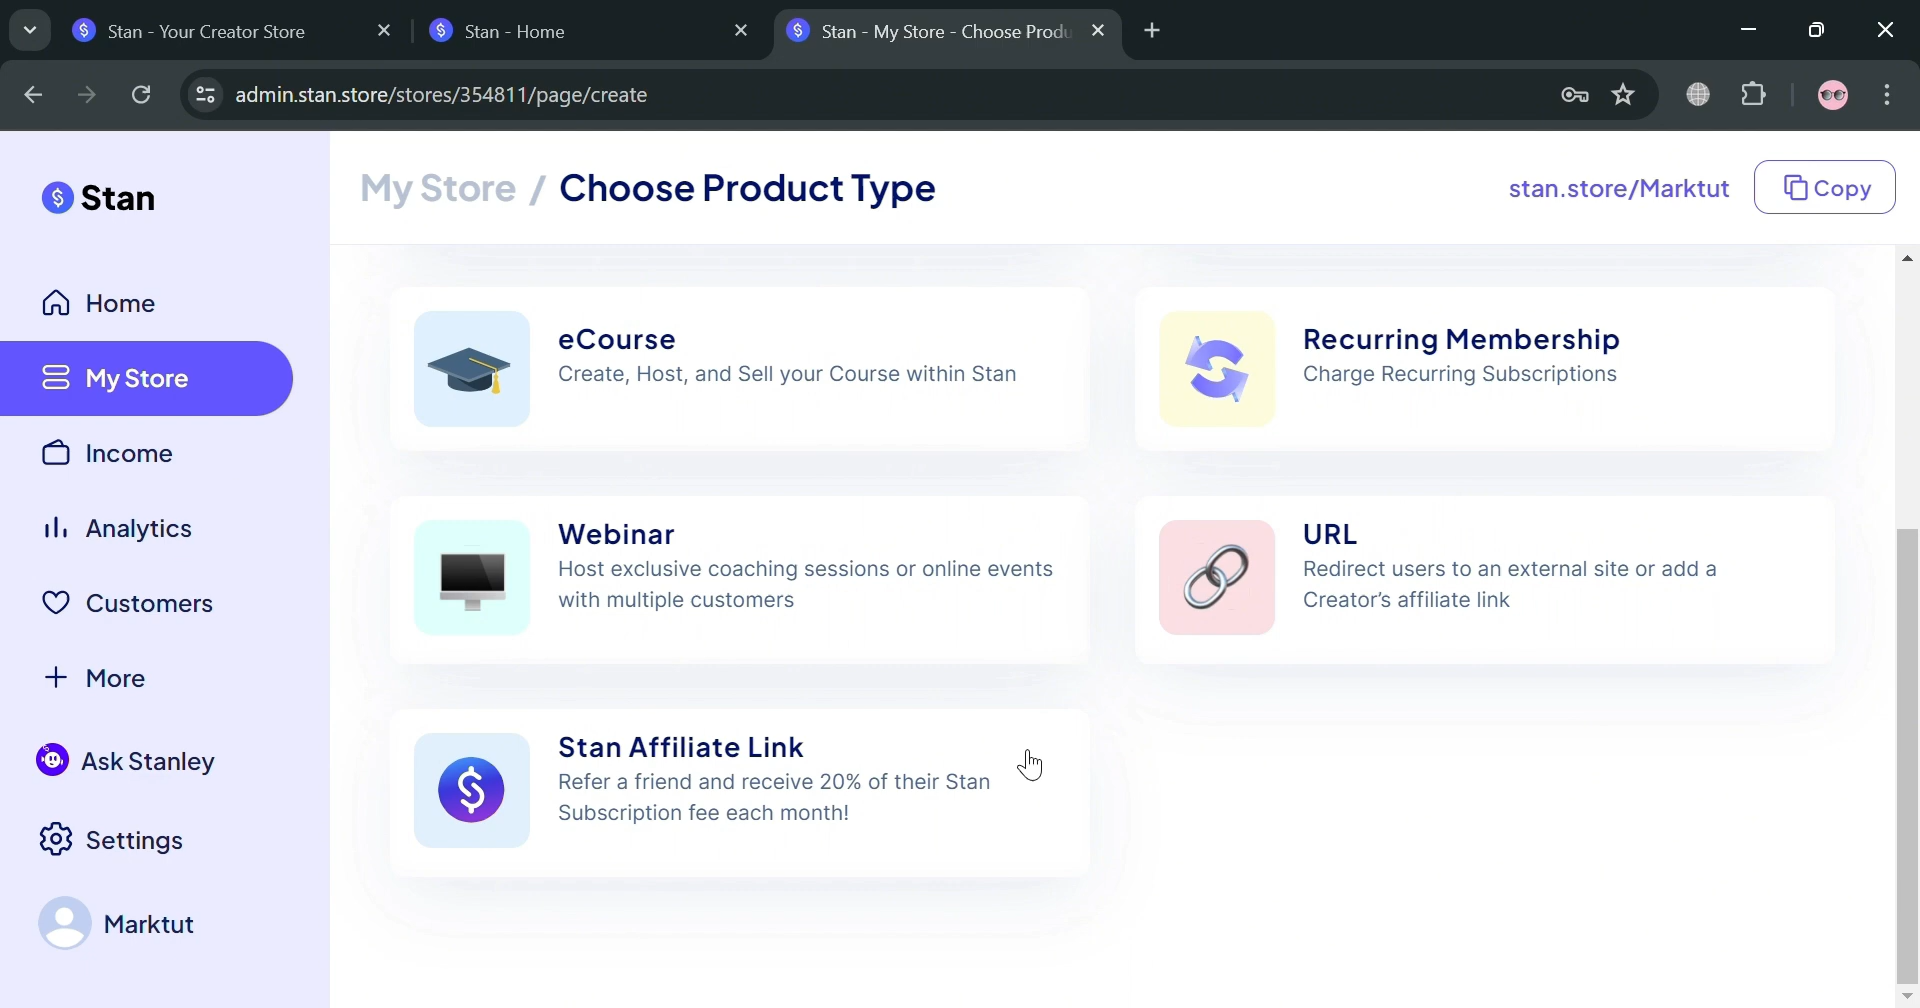 Stan - Your Creator Store
Stan - Home
Stan - My Store - Choose Produ
admin.stan.store/stores/354811/page/create
Stan
Home
My Store
Income
Analytics
Customers
More
Ask Stanley
Settings
Marktut
My Store / Choose Product Type
stan.store/Marktut
Copy
eCourse
Create, Host, and Sell your Course within Stan
Recurring Membership
Charge Recurring Subscriptions
Webinar
Host exclusive coaching sessions or online events
with multiple customers
URL
Redirect users to an external site or add a
Creator's affiliate link
Stan Affiliate Link
Refer a friend and receive 20% of their Stan
Subscription fee each month!